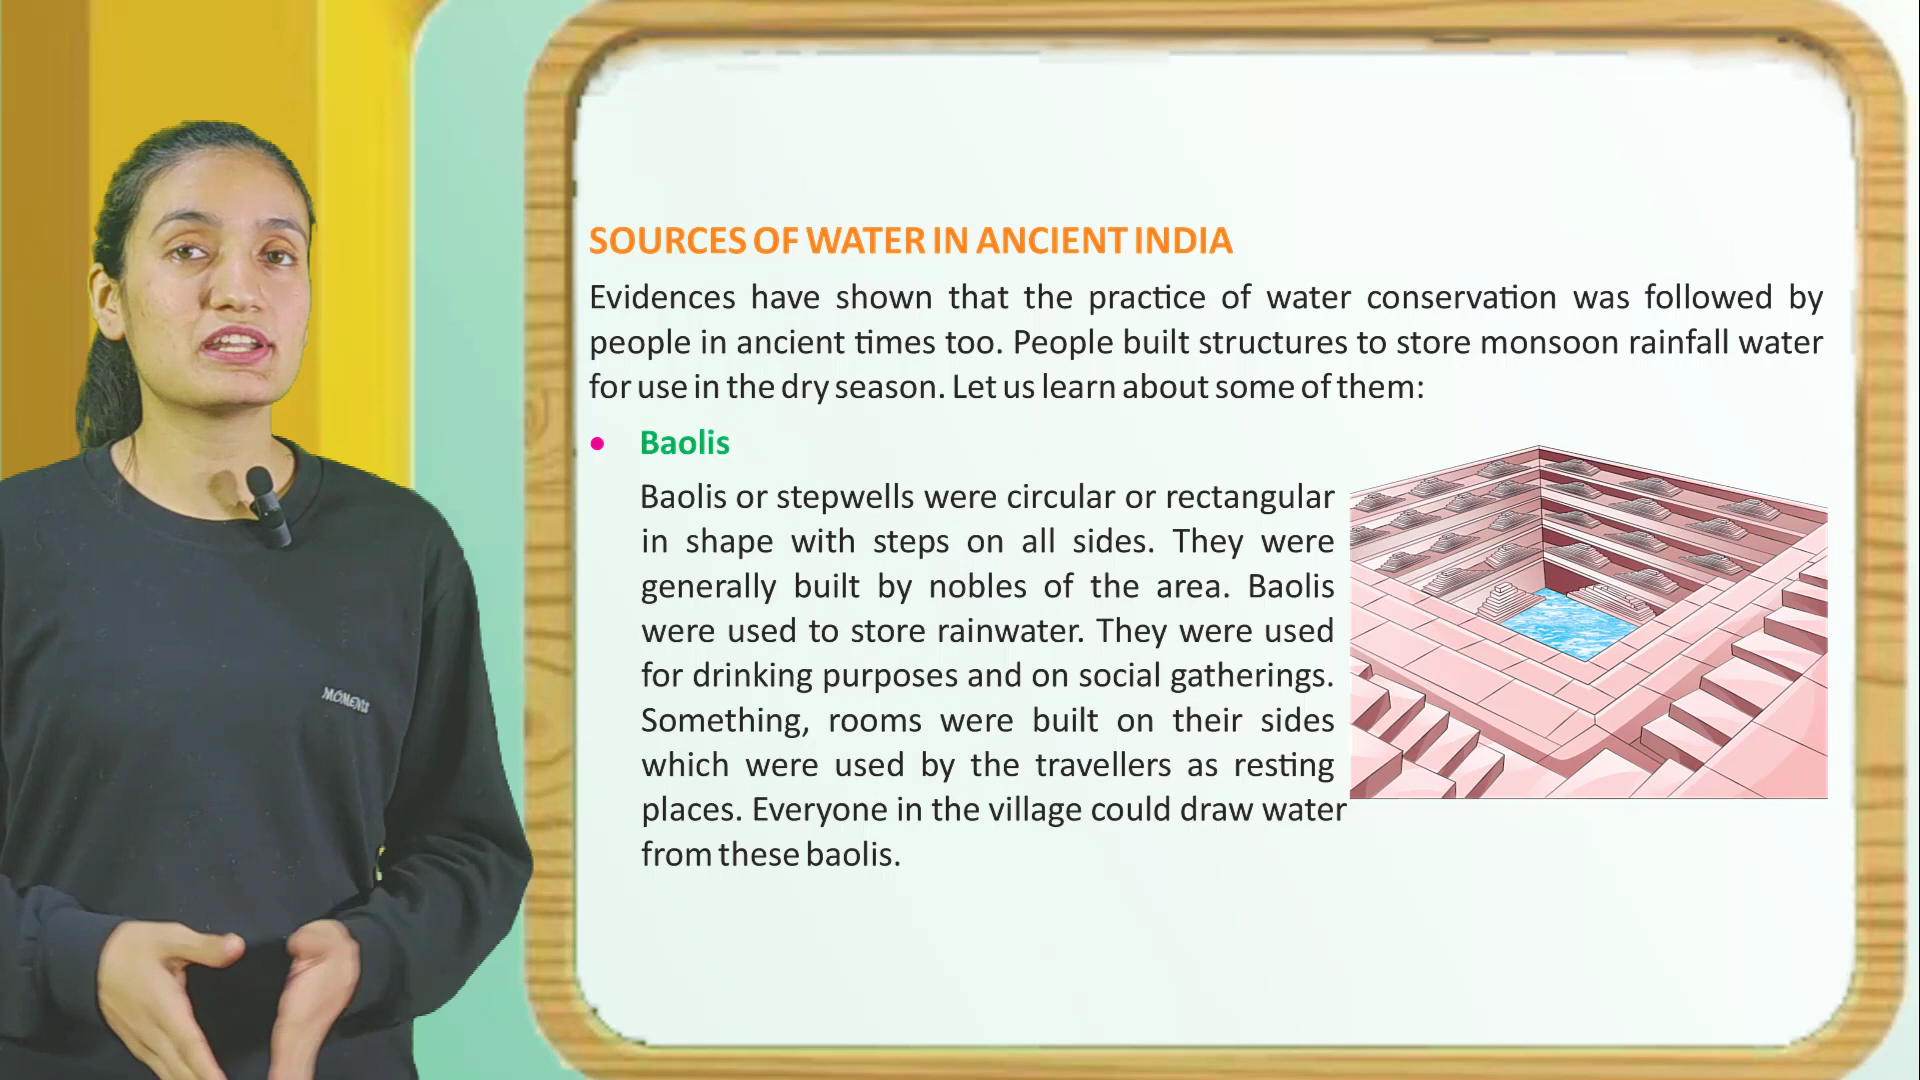 SOURCES OF WATER IN ANCIENT INDIA
Evidences have shown that the practice of water conservation was followed by
people in ancient times too. People built structures to store monsoon rainfall water
for use in the dry season. Let us learn about some of them:
• Baolis
Baolis or stepwells were circular or rectangular
in shape with steps on all sides. They were
generally built by nobles of the area. Baolis
were used to store rainwater. They were used
for drinking purposes and on social gatherings.
Something, rooms were built on their sides
which were used by the travellers as resting
places. Everyone in the village could draw water
from these baolis.
MOMENTS